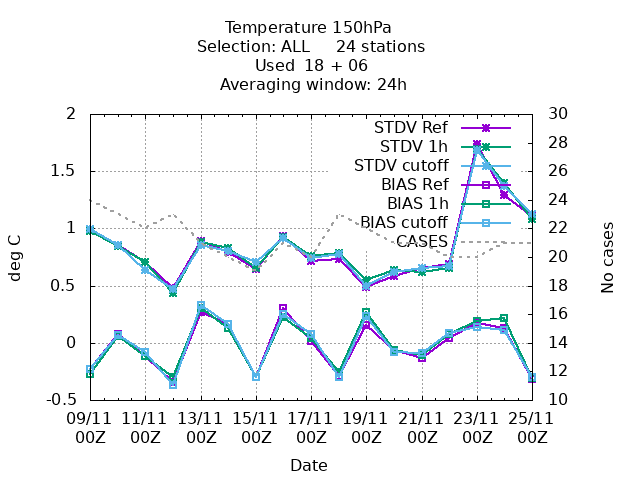 Temperature 150hPa
Selection: ALL     24 stations
Used  18 + 06
Averaging window: 24h
2
1.5
1
0.5
0
-0.5
deg C
30
28
26
24
22
20
18
16
14
12
10
No cases
STDV Ref
STDV 1h
STDV cutoff
BIAS Ref
BIAS 1h
BIAS cutoff
CASES
09/11 11/11 13/11 15/11 17/11 19/11 21/11 23/11 25/11
00Z 00Z 00Z 00Z 00Z 00Z 00Z 00Z 00Z
Date